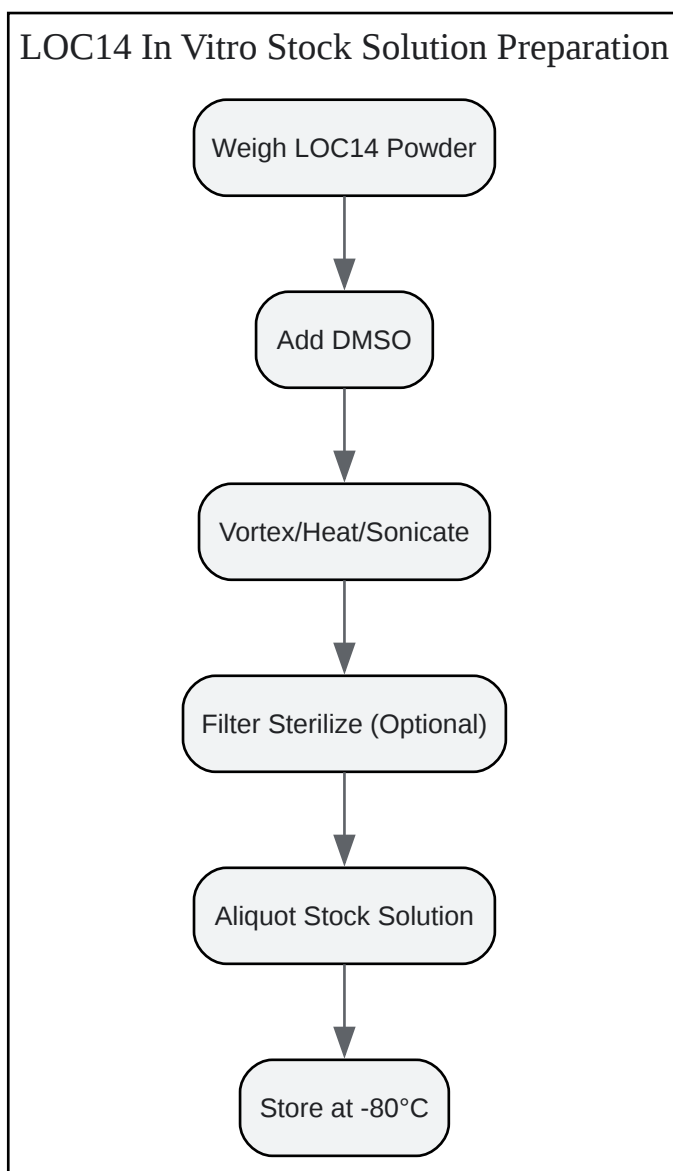 LOC14 In Vitro Stock Solution Preparation
Weigh LOC14 Powder
Add DMSO
Vortex/Heat/Sonicate
Filter Sterilize (Optional)
Aliquot Stock Solution
Store at -80°C